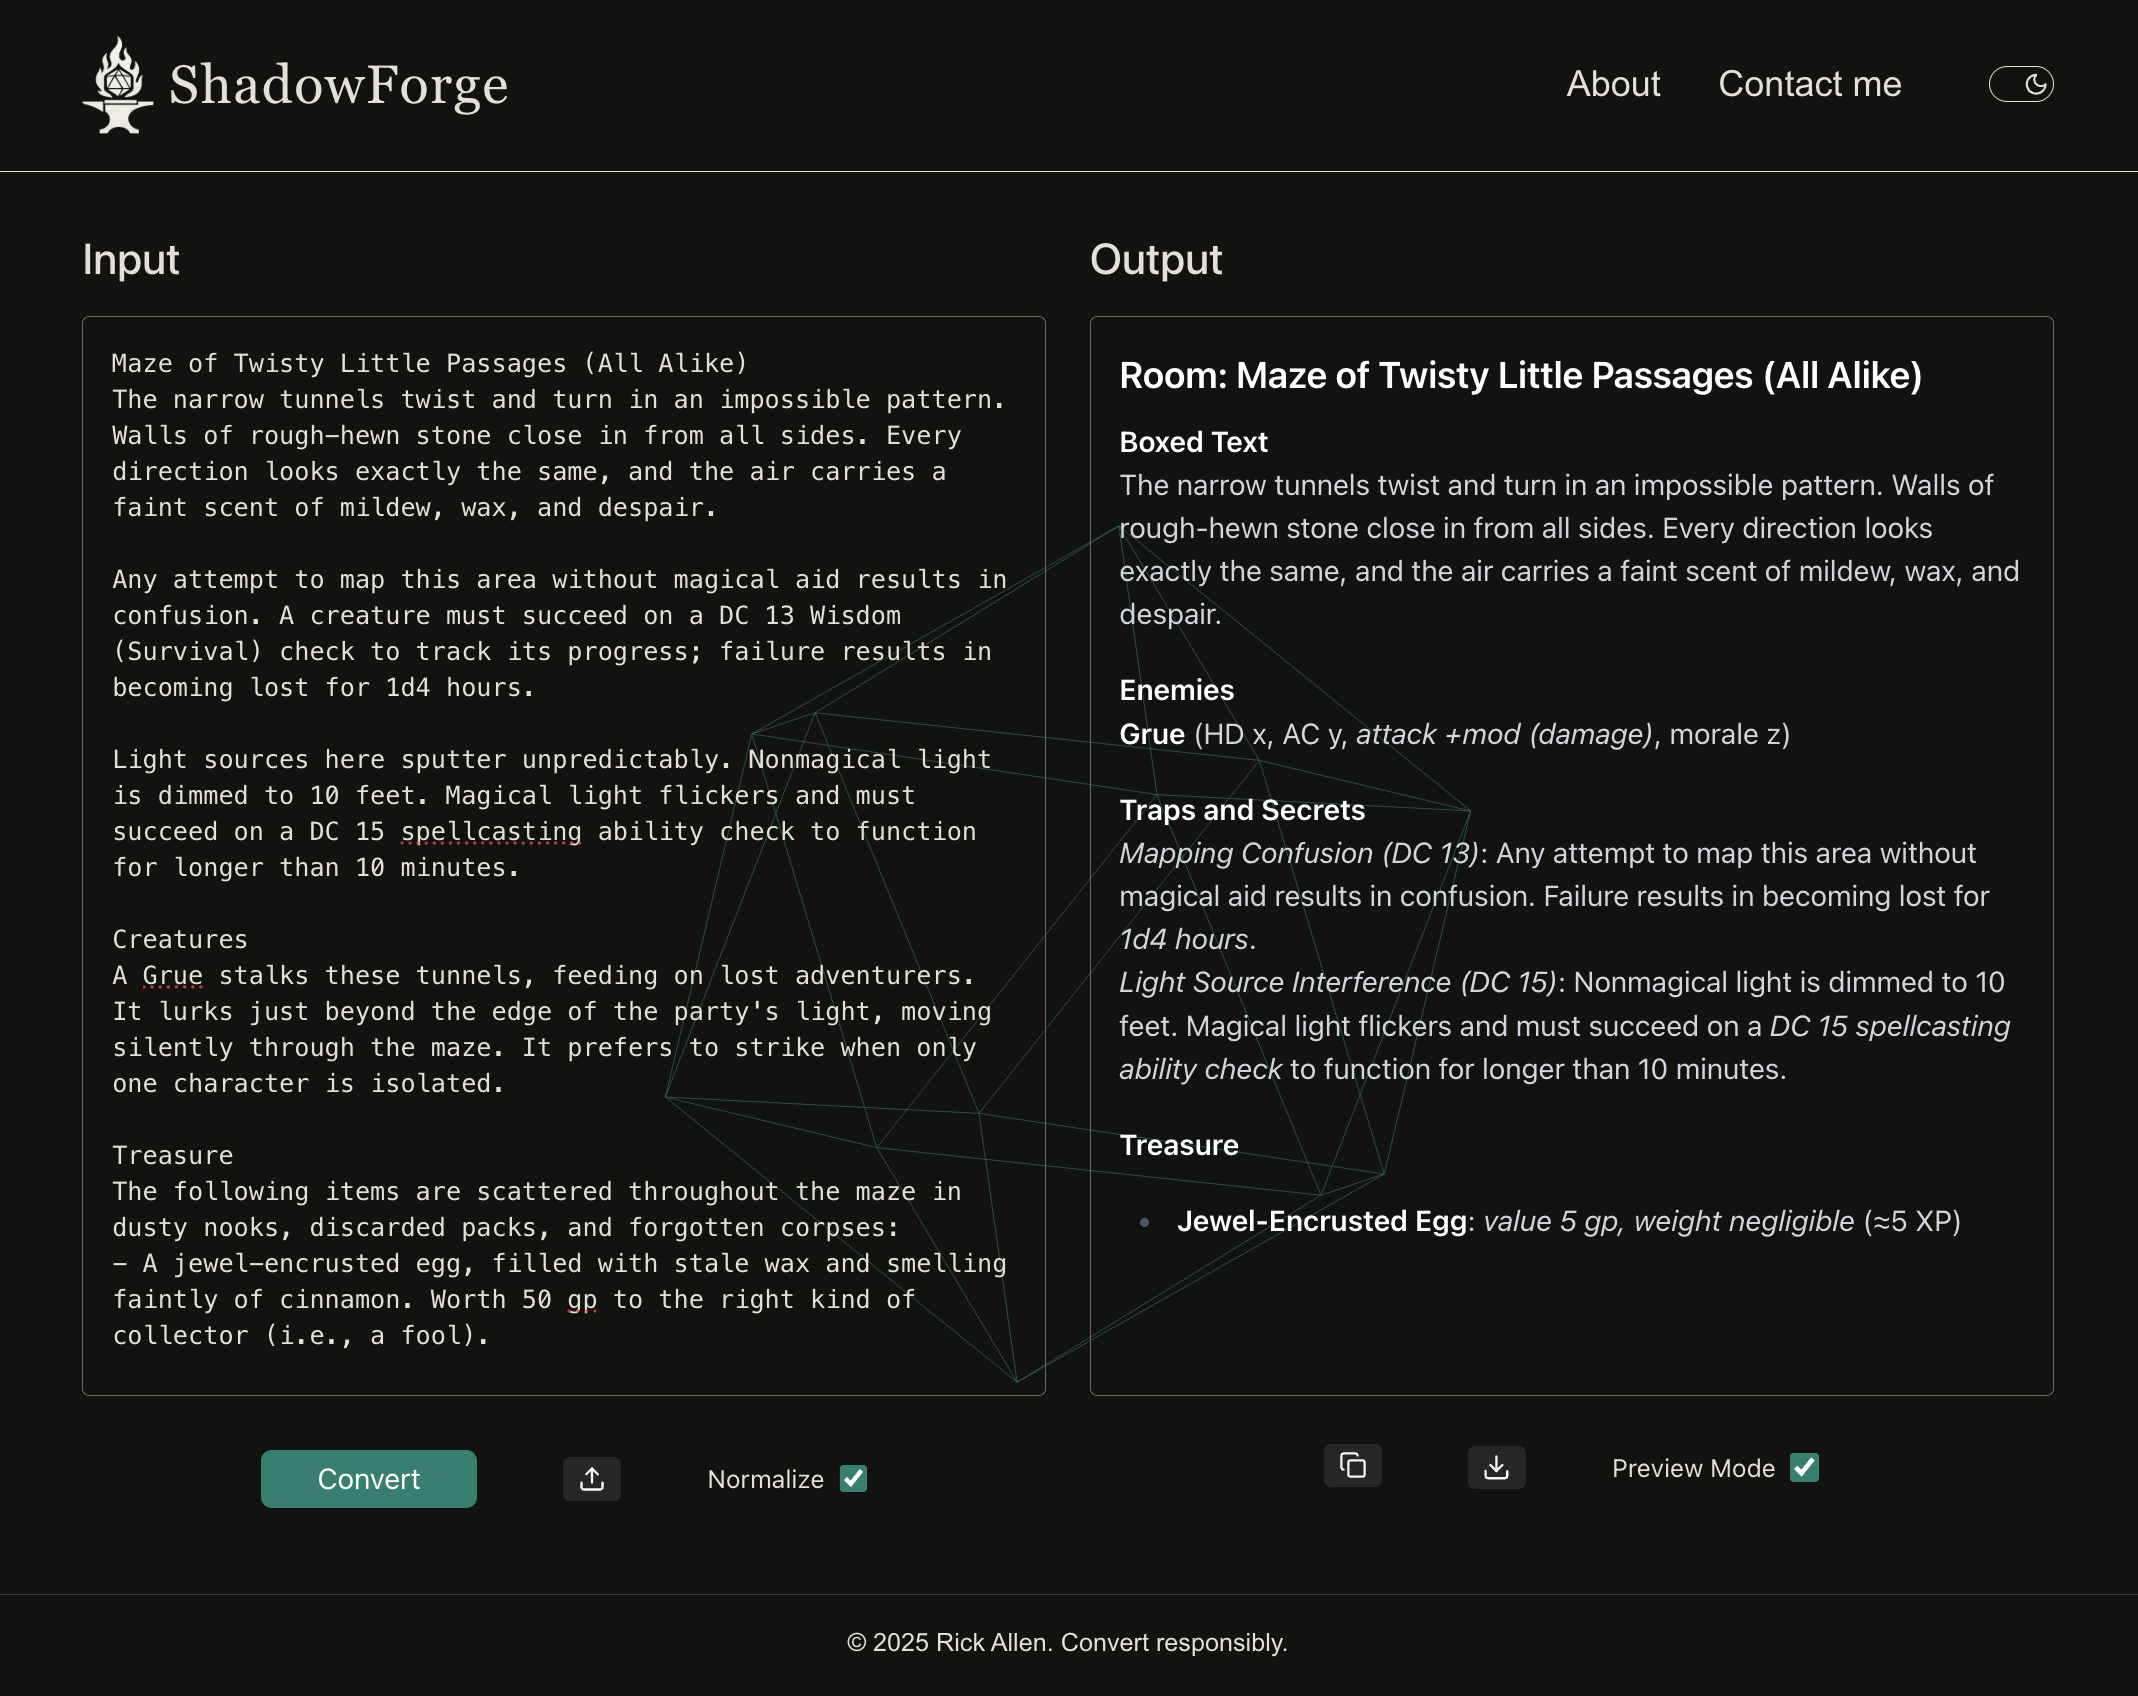 ShadowForge
About
Contact me
Input
Output
Maze of Twisty Little Passages (All Alike)
The narrow tunnels twist and turn in an impossible pattern.
Walls of rough-hewn stone close in from all sides. Every
direction looks exactly the same, and the air carries a
faint scent of mildew, wax, and despair.
Any attempt to map this area without magical aid results in
confusion. A creature must succeed on a DC 13 Wisdom
(Survival) check to track its progress; failure results in
becoming lost for 1d4 hours.
Light sources here sputter unpredictably. Nonmagical light
is dimmed to 10 feet. Magical light flickers and must
succeed on a DC 15 spellcasting ability check to function
for longer than 10 minutes.
Creatures
A Grue stalks these tunnels, feeding on lost adventurers.
It lurks just beyond the edge of the party's light, moving
silently through the maze. It prefers to strike when only
one character is isolated.
Treasure
The following items are scattered throughout the maze in
dusty nooks, discarded packs, and forgotten corpses:
- A jewel-encrusted egg, filled with stale wax and smelling
faintly of cinnamon. Worth 50 gp to the right kind of
collector (i.e., a fool).
Room: Maze of Twisty Little Passages (All Alike)
Boxed Text
The narrow tunnels twist and turn in an impossible pattern. Walls of
rough-hewn stone close in from all sides. Every direction looks
exactly the same, and the air carries a faint scent of mildew, wax, and
despair.
Enemies
Grue (HD x, AC y, attack +mod (damage), morale z)
Traps and Secrets
Mapping Confusion (DC 13): Any attempt to map this area without
magical aid results in confusion. Failure results in becoming lost for
1d4 hours.
Light Source Interference (DC 15): Nonmagical light is dimmed to 10
feet. Magical light flickers and must succeed on a DC 15 spellcasting
ability check to function for longer than 10 minutes.
Treasure
• Jewel-Encrusted Egg: value 5 gp, weight negligible (≈5 XP)
Convert
Normalize
Preview Mode
© 2025 Rick Allen. Convert responsibly.